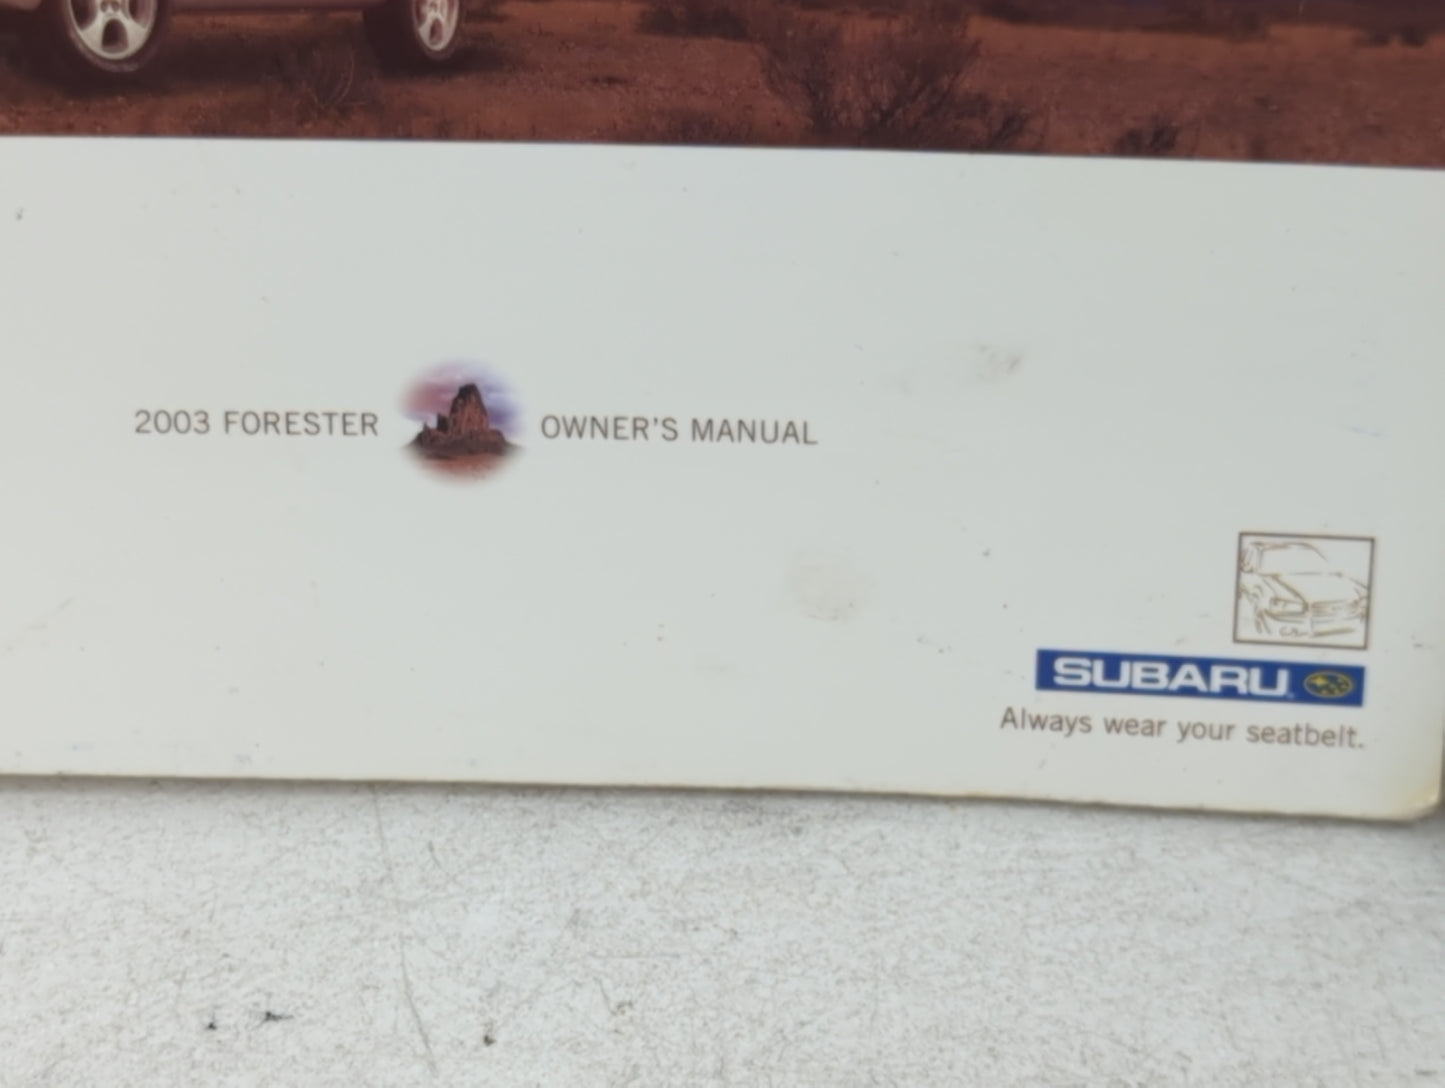 2003 FORESTER OWNER'S MANUAL
SUBARU
Always wear your seatbelt.